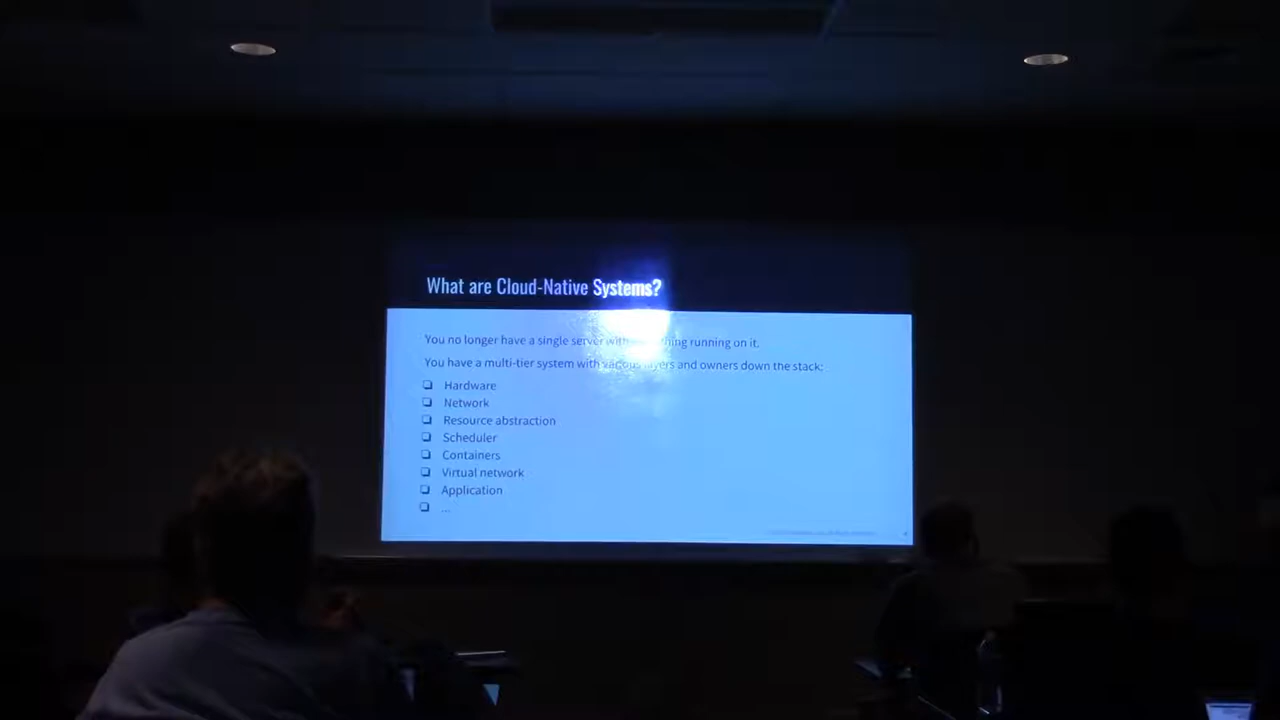 What are Cloud-Native Systems?
You no longer have a single server with running on it.
You have a multi-tier system with various layers and owners down the stack:
❏ Hardware
❏ Network
❏ Resource abstraction
❏ Scheduler
❏ Containers
❏ Virtual network
❏ Application
❏ ...